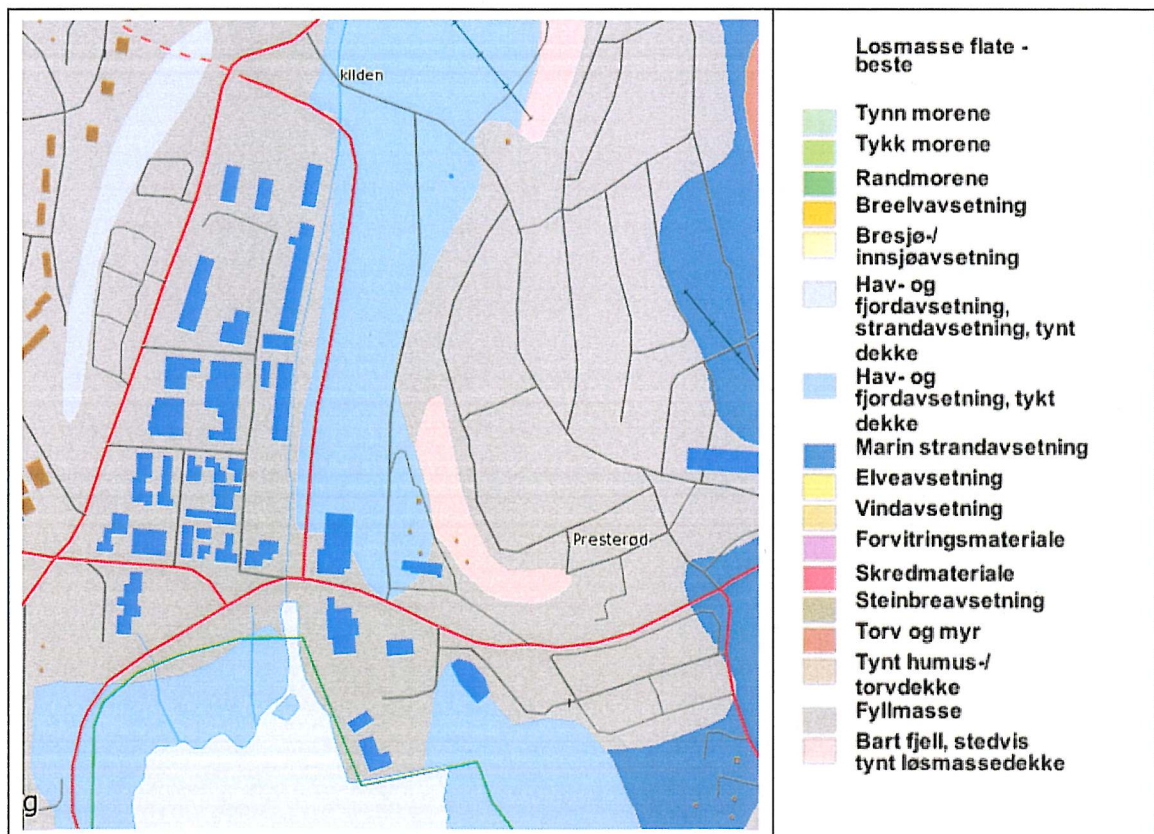 kilden
Presterød
g
Losmasse flate -
beste
Tynn morene
Tykk morene
Randmorene
Breelvavsetning
Bresjø-/
innsjøavsetning
Hav- og
fjordavsetning,
strandavsetning, tynt
dekke
Hav- og
fjordavsetning, tykt
dekke
Marin strandavsetning
Elveavsetning
Vindavsetning
Forvitringsmateriale
Skredmateriale
Steinbreavsetning
Torv og myr
Tynt humus-/
torvdekke
Fyllmasse
Bart fjell, stedvis
tynt løsmassedekke